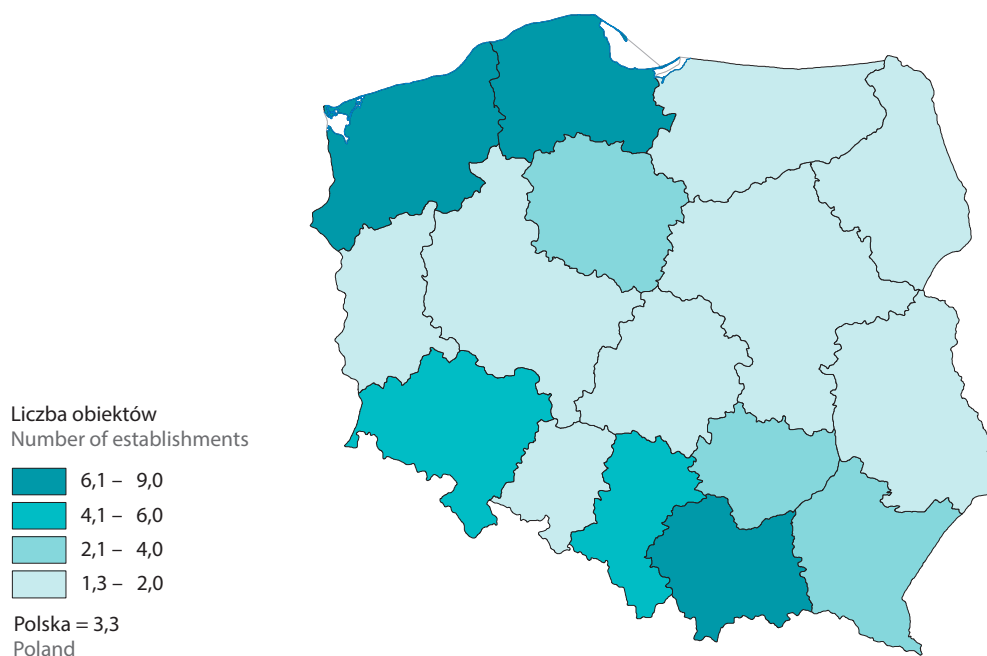 Liczba obiektów
Number of establishments
6,1 – 9,0
4,1 – 6,0
2,1 – 4,0
1,3 – 2,0
Polska = 3,3
Poland